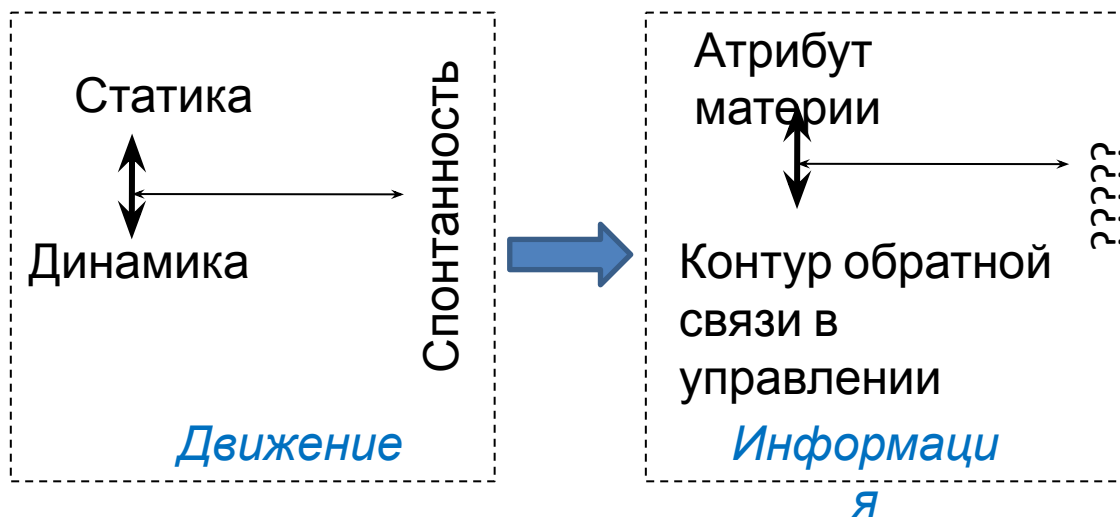 Статика
Динамика
Спонтанность
Движение
Атрибут
материи
Контур обратной
связи в
управлении
?????
Информаци
я